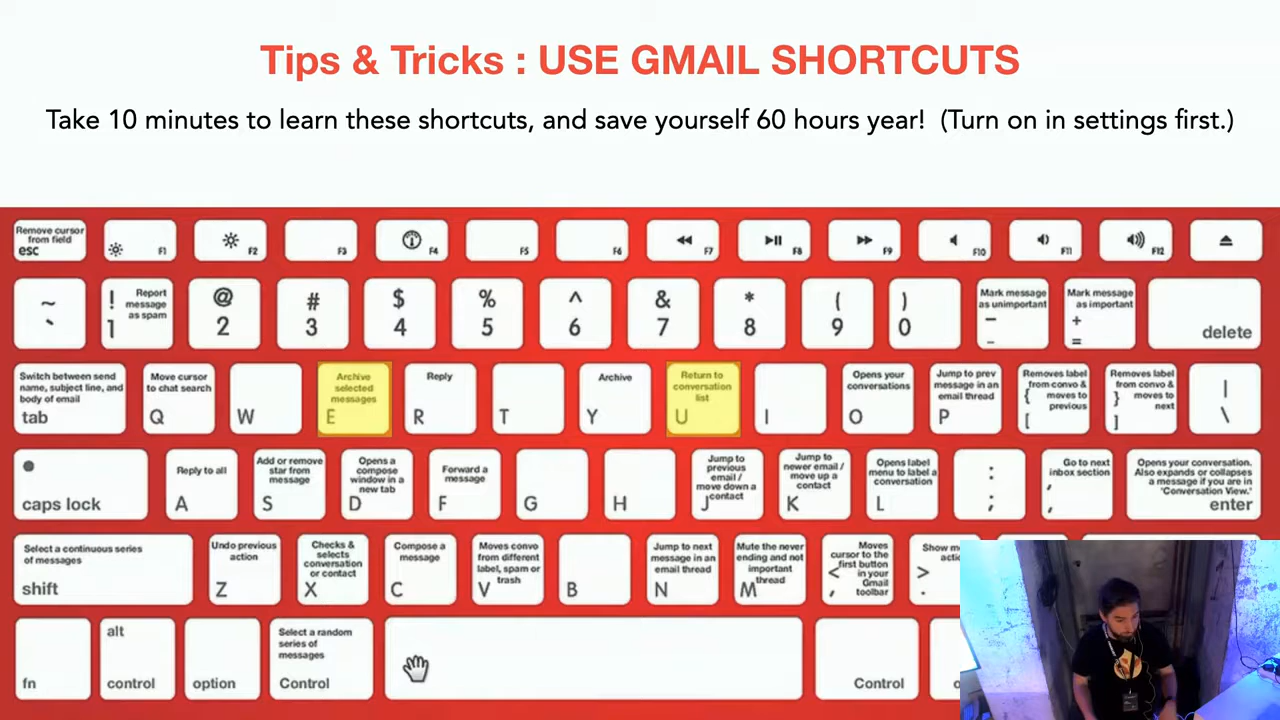 Tips & Tricks : USE GMAIL SHORTCUTS
Take 10 minutes to learn these shortcuts, and save yourself 60 hours year! (Turn on in settings first.)
Remove cursor
from field
esc
F1
F2
F3
F4
F5
F6
F7
F8
F9
F10
F11
F12
~
`
!
Report
message
as spam
1
@
2
#
3
$
4
%
5
^
6
&
7
*
8
(
9
)
0
Mark message
as unimportant
–
_
Mark message
as important
+
=
delete
Switch between send
name, subject line, and
body of email
tab
Move cursor
to chat search
Q
W
Archive
selected
messages
E
Reply
R
T
Archive
Y
Return to
conversation
list
U
I
Opens your
conversations
O
Jump to prev
message in an
email thread
P
Removes label
from convo &
{ moves to
previous
[
Removes label
from convo &
} moves to
next
]
|
\
caps lock
Reply to all
A
Add or remove
star from
message
S
Opens a
compose
window in a
new tab
D
Forward a
message
F
G
H
Jump to
previous
email /
move down a
contact
J
Jump to
newer email /
move up a
contact
K
Opens label
menu to label a
conversation
L
:
;
Go to next
inbox section
,
,
Opens your conversation.
Also expands or collapses
a message if you are in
'Conversation View.'
enter
Select a continuous series
of messages
shift
Undo previous
action
Z
Checks &
selects
conversation
or contact
X
Compose a
message
C
Moves convo
from different
label, spam or
trash
V
B
Jump to next
message in an
email thread
N
Mute the never
ending and not
important
thread
M
Moves
cursor to the
< first button
in your
Gmail
, toolbar
Show m
acti
>
.
fn
alt
control
option
Select a random
series of
messages
Control
Control
o